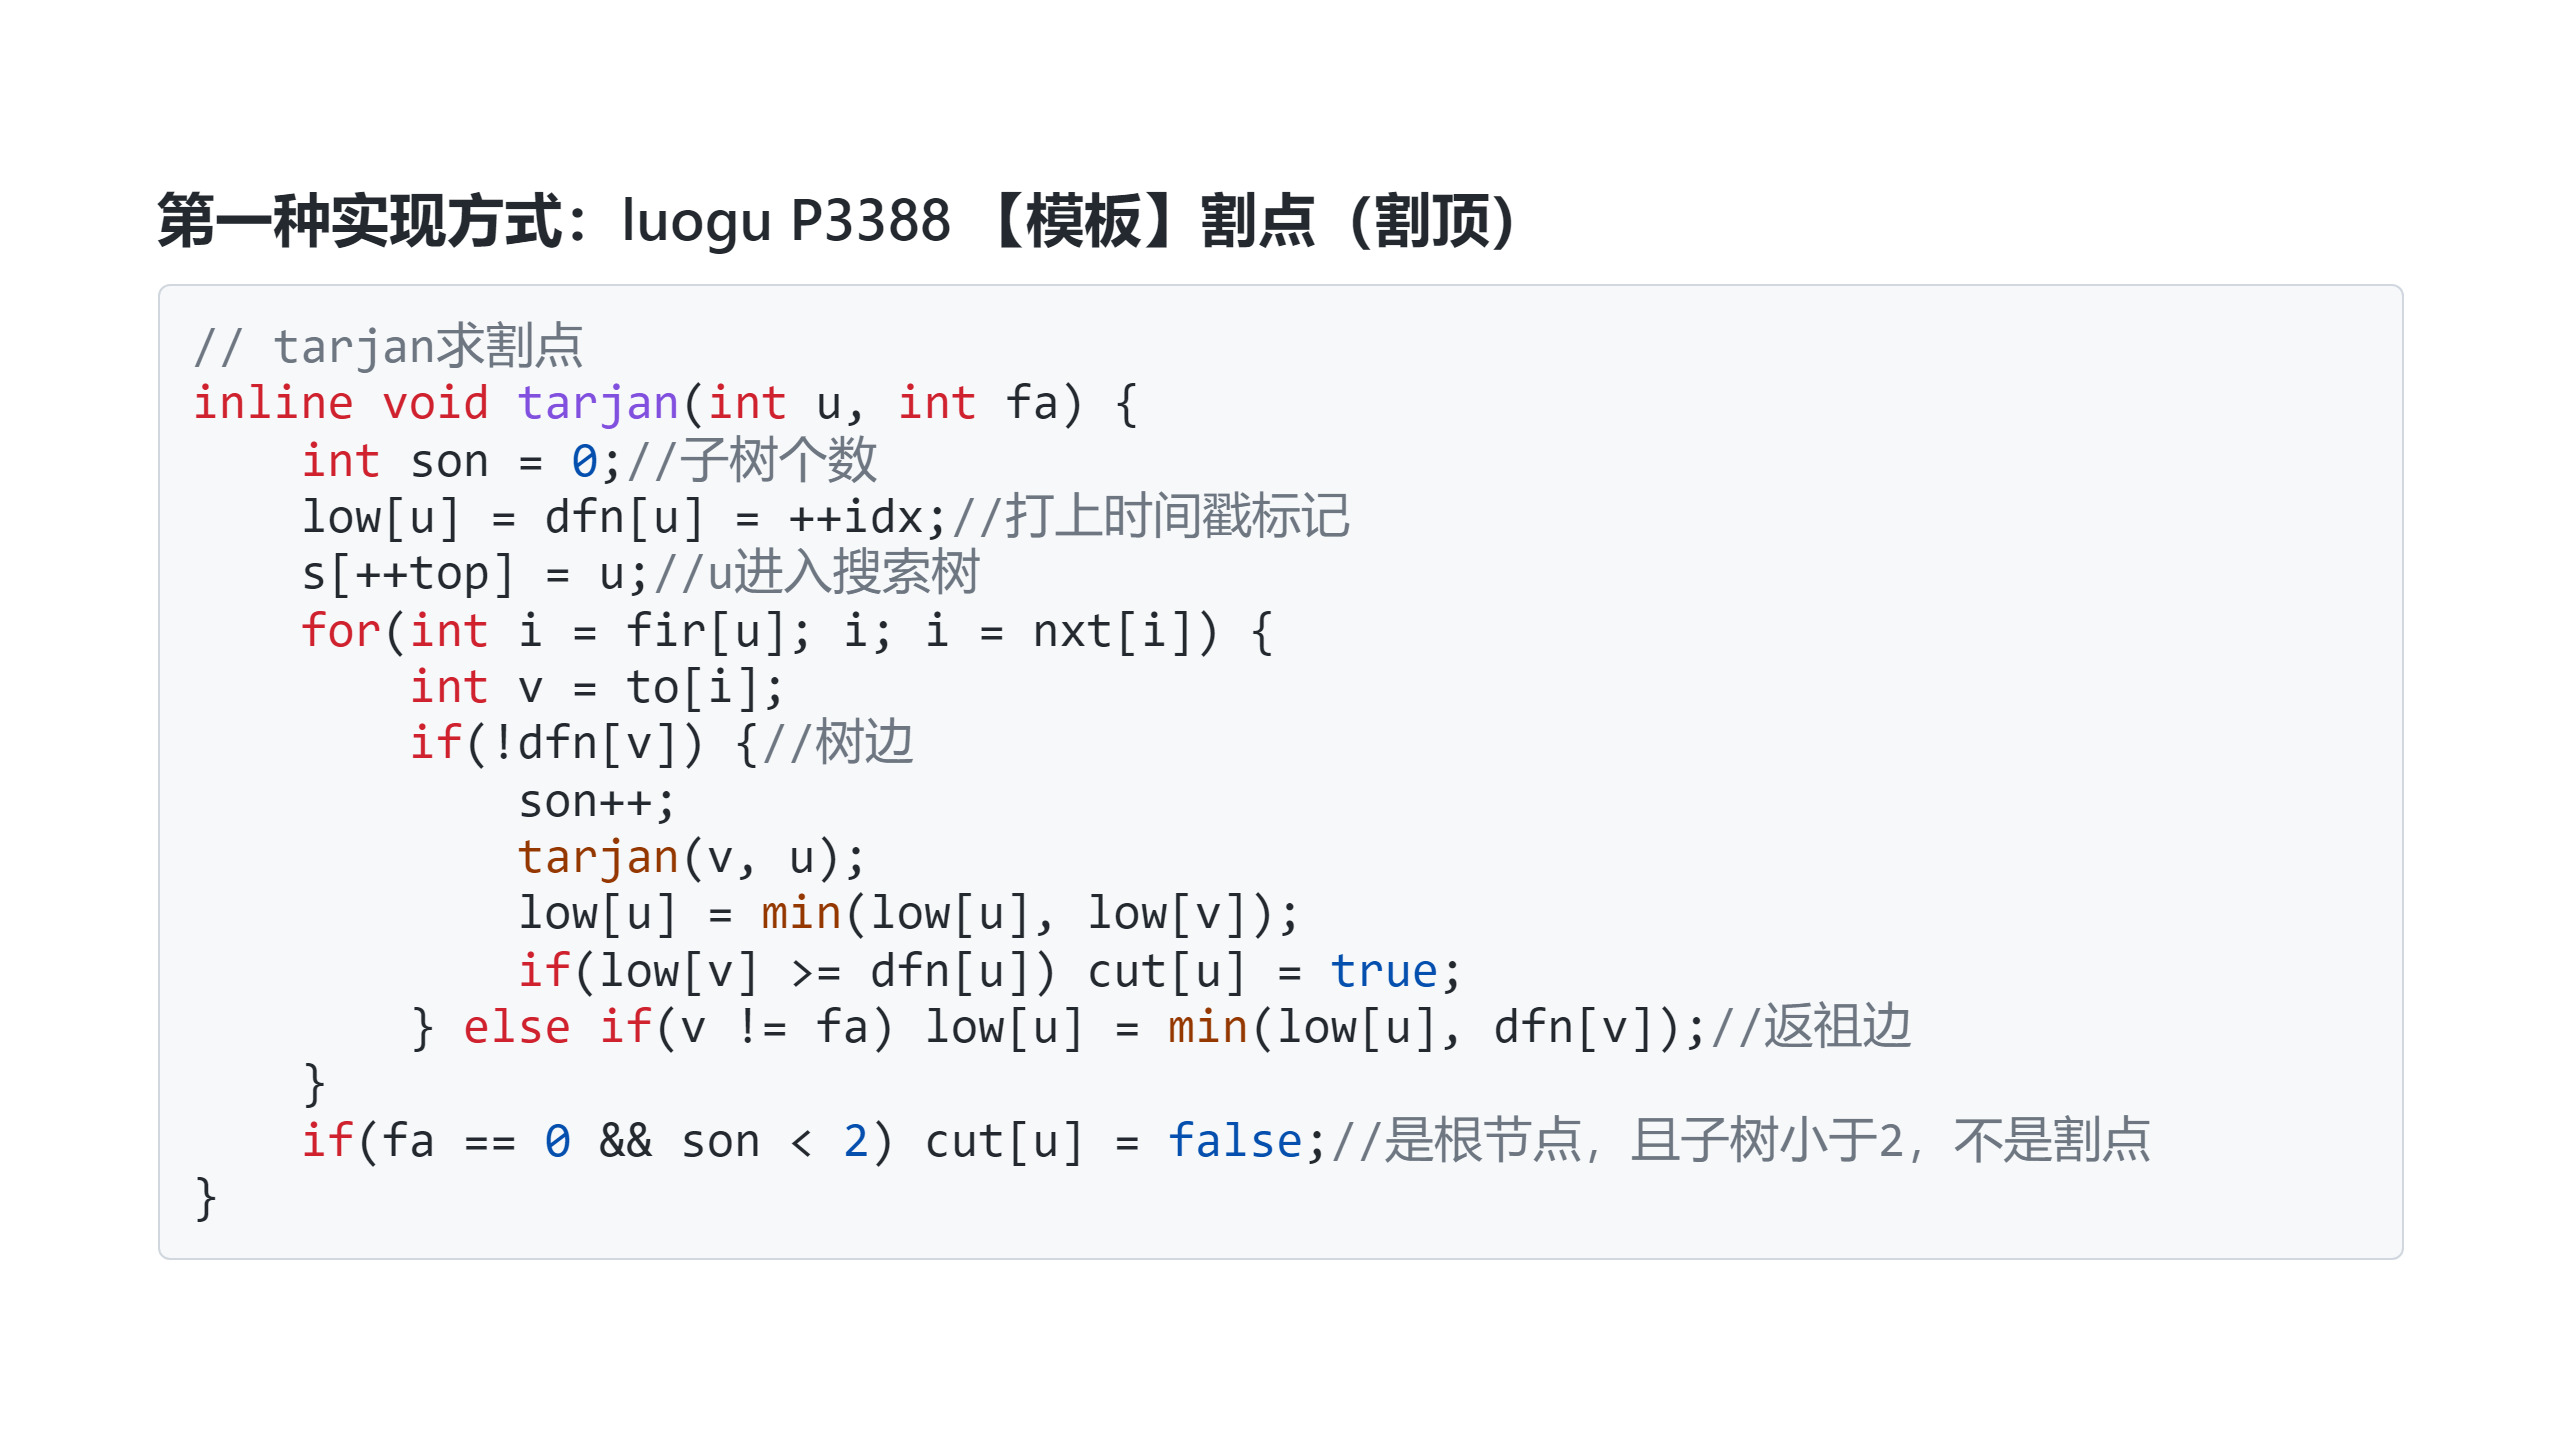 第一种实现方式：luogu P3388 【模板】割点（割顶）
// tarjan求割点
inline void tarjan(int u, int fa) {
    int son = 0;//子树个数
    low[u] = dfn[u] = ++idx;//打上时间戳标记
    s[++top] = u;//u进入搜索树
    for(int i = fir[u]; i; i = nxt[i]) {
        int v = to[i];
        if(!dfn[v]) {//树边
            son++;
            tarjan(v, u);
            low[u] = min(low[u], low[v]);
            if(low[v] >= dfn[u]) cut[u] = true;
        } else if(v != fa) low[u] = min(low[u], dfn[v]);//返祖边
    }
    if(fa == 0 && son < 2) cut[u] = false;//是根节点，且子树小于2，不是割点
}